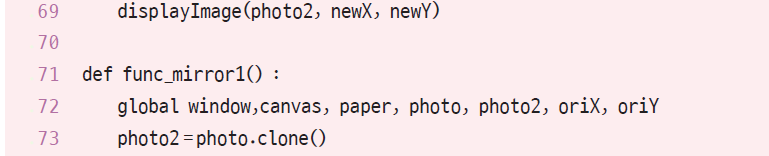 69 displayImage(photo2, newX, newY)
70
71 def func_mirror1() :
72 global window,canvas, paper, photo, photo2, oriX, oriY
73 photo2=photo.clone()